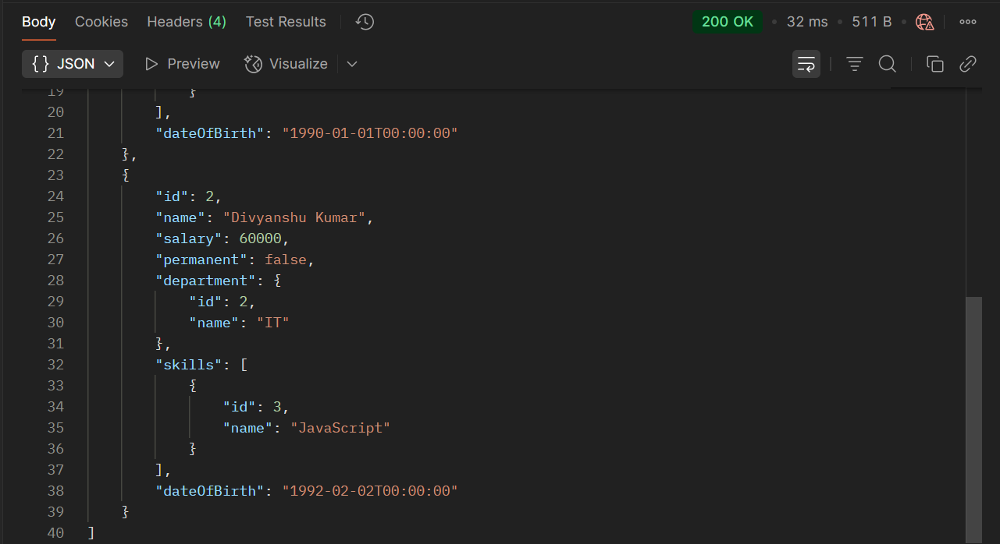 Body Cookies Headers (4) Test Results 200 OK • 32 ms • 511 B •
{} JSON Preview Visualize
19 }
20 ],
21 "dateOfBirth": "1990-01-01T00:00:00"
22 },
23 {
24 "id": 2,
25 "name": "Divyanshu Kumar",
26 "salary": 60000,
27 "permanent": false,
28 "department": {
29 "id": 2,
30 "name": "IT"
31 },
32 "skills": [
33 {
34 "id": 3,
35 "name": "JavaScript"
36 }
37 ],
38 "dateOfBirth": "1992-02-02T00:00:00"
39 }
40 ]